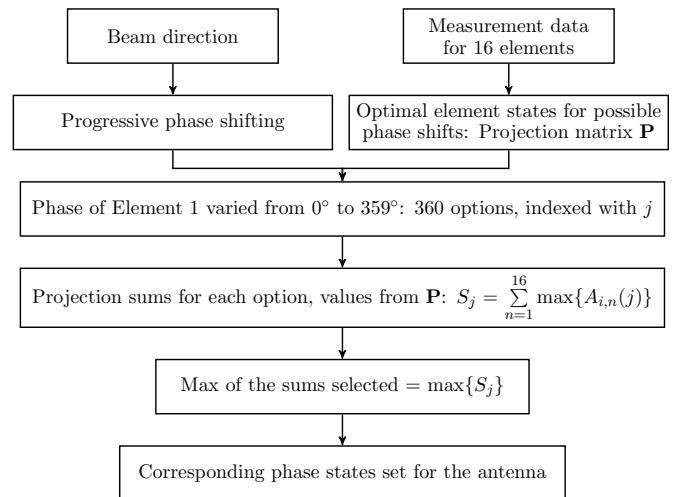 Beam direction
Measurement data
for 16 elements
Progressive phase shifting
Optimal element states for possible
phase shifts: Projection matrix P
Phase of Element 1 varied from 0° to 359°: 360 options, indexed with j
Projection sums for each option, values from P: S_j = \sum_{n=1}^{16} max{A_{i,n}(j)}
Max of the sums selected = max{S_j}
Corresponding phase states set for the antenna